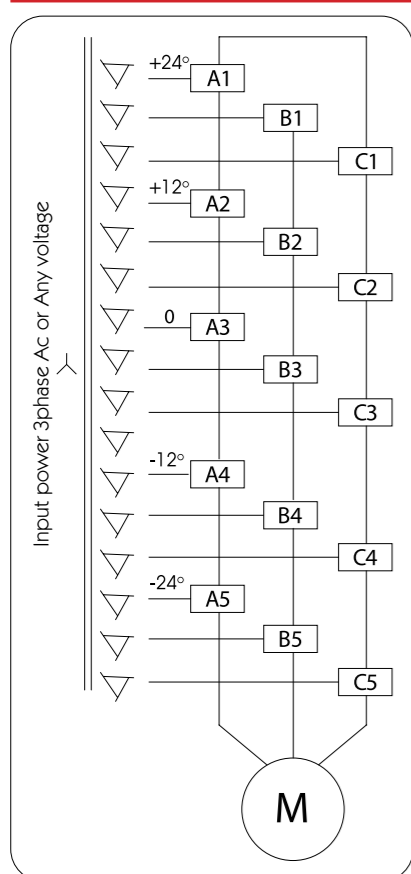 Input power 3phase Ac or Any voltage
+24°
A1
B1
C1
+12°
A2
B2
C2
0
A3
B3
C3
-12°
A4
B4
C4
-24°
A5
B5
C5
M